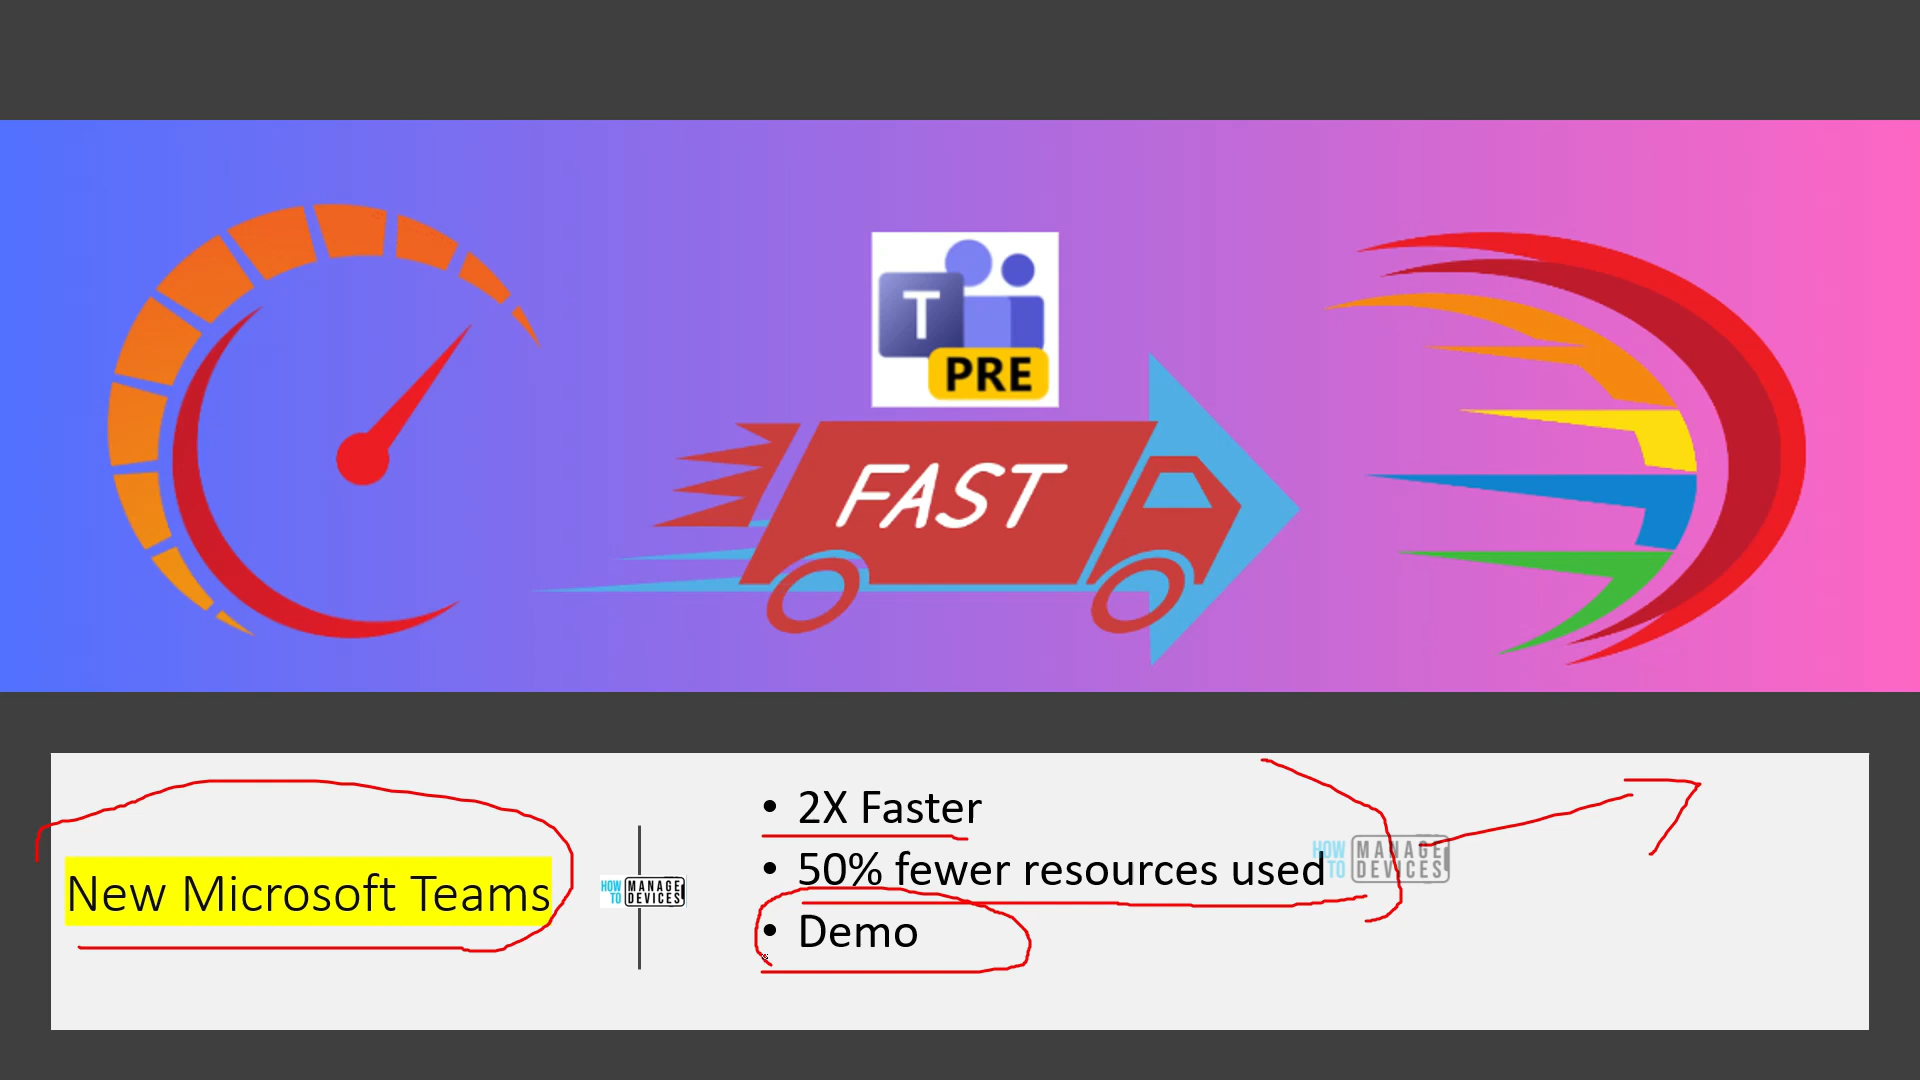 T
PRE
FAST
New Microsoft Teams
HOW TO MANAGE DEVICES
• 2X Faster
• 50% fewer resources used
• Demo
HOW TO MANAGE DEVICES